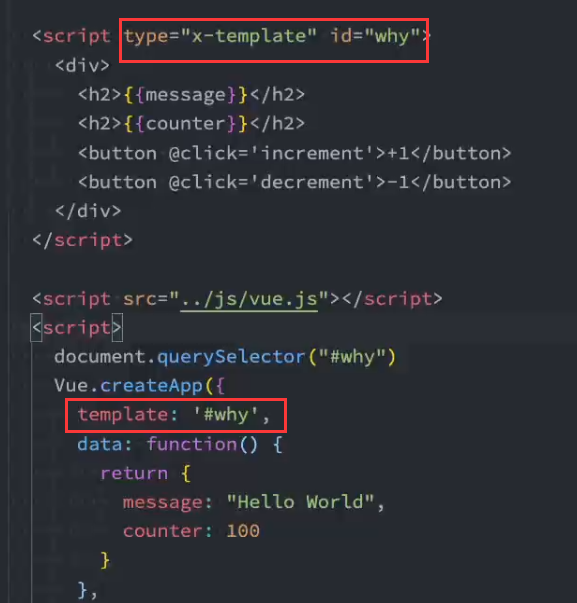 <script type="x-template" id="why">
<div>
<h2>{{message}}</h2>
<h2>{{counter}}</h2>
<button @click='increment'>+1</button>
<button @click='decrement'>-1</button>
</div>
</script>
<script src="../js/vue.js"></script>
<script>
document.querySelector("#why")
Vue.createApp({
template: '#why',
data: function() {
return {
message: "Hello World",
counter: 100
}
},